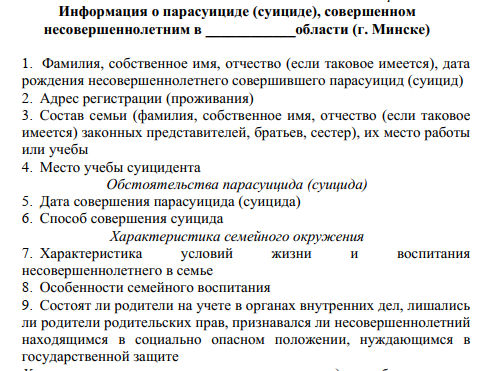 Информация о парасуициде (суициде), совершенном
несовершеннолетним в ____________области (г. Минске)
1. Фамилия, собственное имя, отчество (если таковое имеется), дата
рождения несовершеннолетнего совершившего парасуицид (суицид)
2. Адрес регистрации (проживания)
3. Состав семьи (фамилия, собственное имя, отчество (если таковое
имеется) законных представителей, братьев, сестер), их место работы
или учебы
4. Место учебы суицидента
Обстоятельства парасуицида (суицида)
5. Дата совершения парасуицида (суицида)
6. Способ совершения суицида
Характеристика семейного окружения
7. Характеристика условий жизни и воспитания
несовершеннолетнего в семье
8. Особенности семейного воспитания
9. Состоят ли родители на учете в органах внутренних дел, лишались
ли родители родительских прав, признавался ли несовершеннолетний
находящимся в социально опасном положении, нуждающимся в
государственной защите